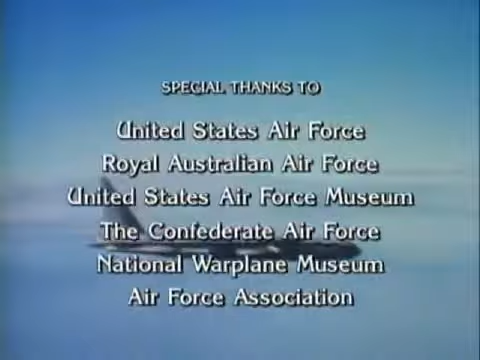 SPECIAL THANKS TO
United States Air Force
Royal Australian Air Force
United States Air Force Museum
The Confederate Air Force
National Warplane Museum
Air Force Association